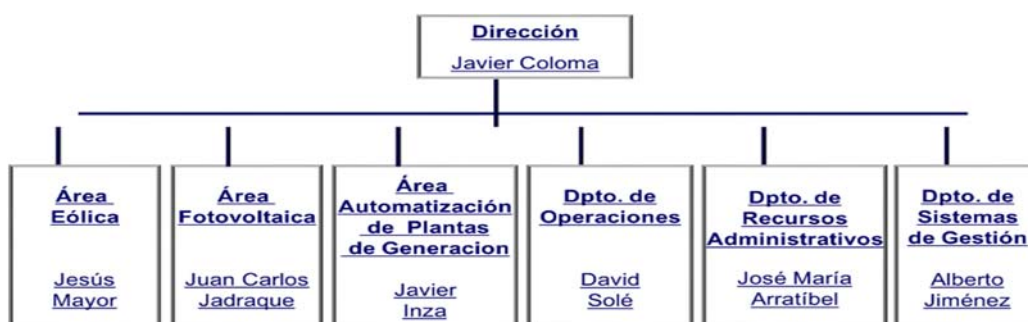 Dirección
Javier Coloma
Área
Eólica
Jesús
Mayor
Área
Fotovoltaica
Juan Carlos
Jadraque
Área
Automatización
de Plantas
de Generacion
Javier
Inza
Dpto. de
Operaciones
David
Solé
Dpto. de
Recursos
Administrativos
José María
Arratíbel
Dpto. de
Sistemas
de Gestión
Alberto
Jiménez